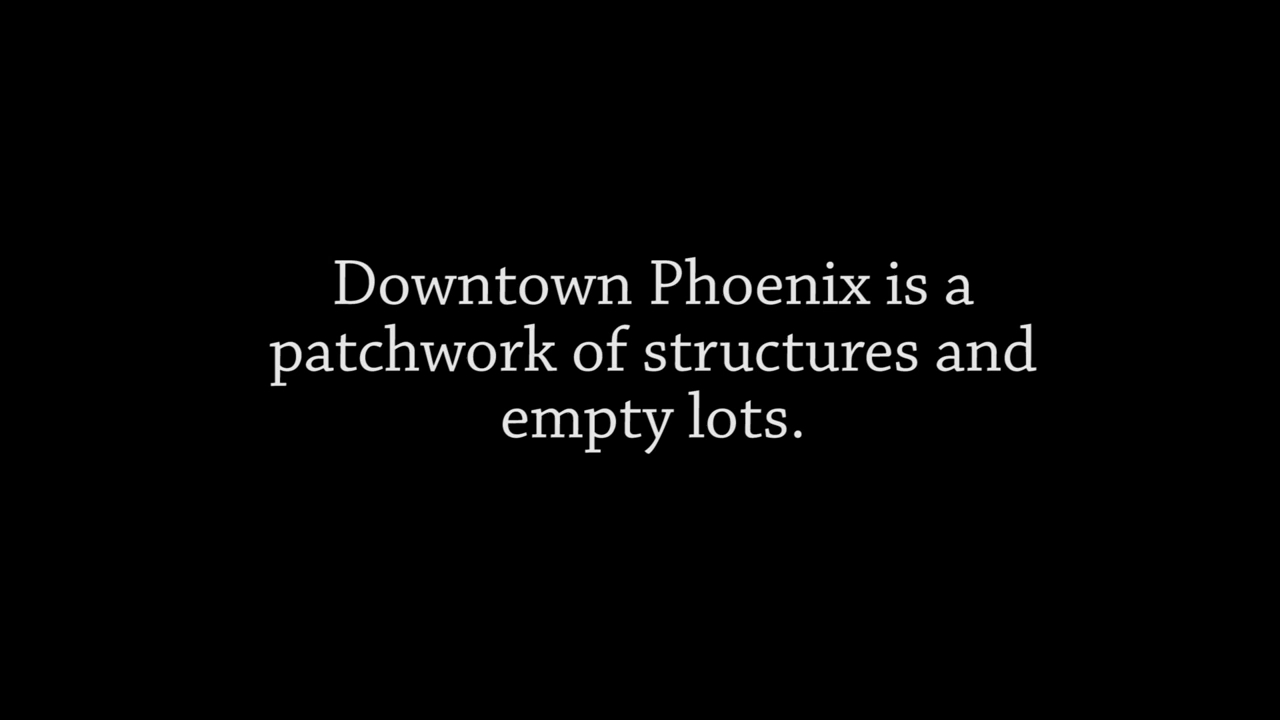 Downtown Phoenix is a
patchwork of structures and
empty lots.